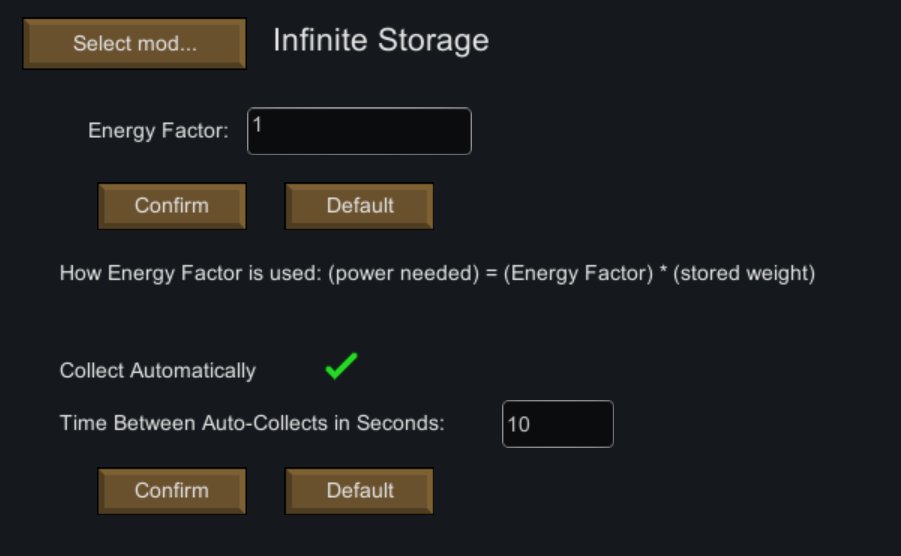 Select mod...
Infinite Storage
Energy Factor:
1
Confirm
Default
How Energy Factor is used: (power needed) = (Energy Factor) * (stored weight)
Collect Automatically
Time Between Auto-Collects in Seconds:
10
Confirm
Default